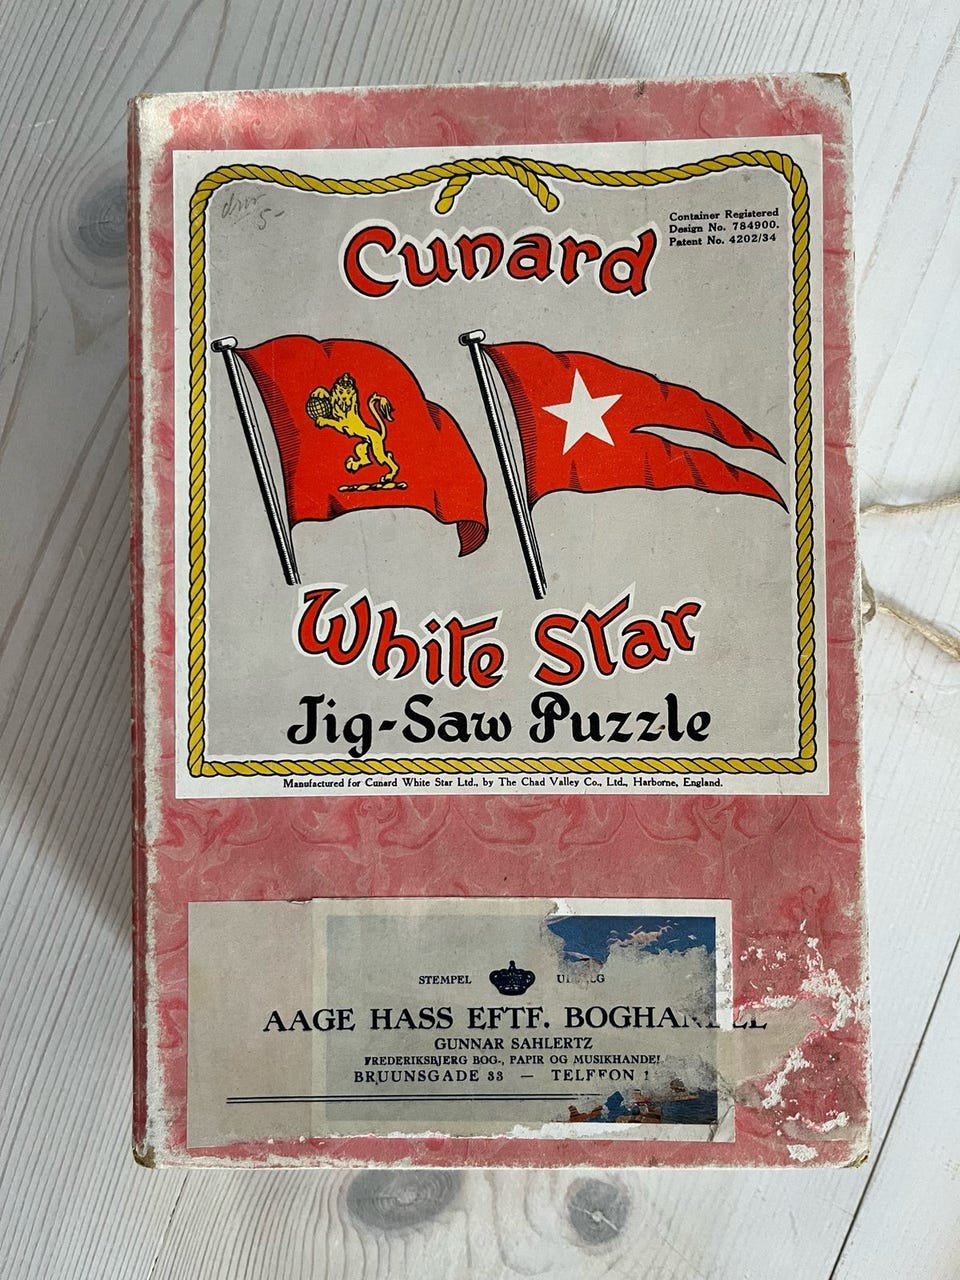 5-
Container Registered
Design No. 784900.
Patent No. 4202/34
Cunard
White Star
Jig-Saw Puzzle
Manufactured for Cunard White Star Ltd., by The Chad Valley Co., Ltd., Harborne, England.
STEMPEL
AAGE HASS EFTF.
GUNNAR SAHLERTZ
FREDERIKSBJERG BOG-, PAPIR OG
BRUUNSGADE 33 —